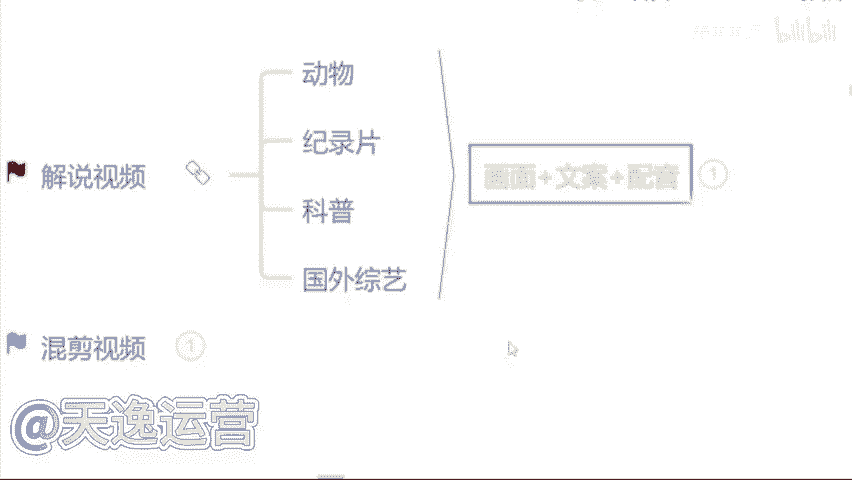 bilibili
动物
纪录片
解说视频
画面+文案+配音 1
科普
国外综艺
混剪视频 1
@天逸运营